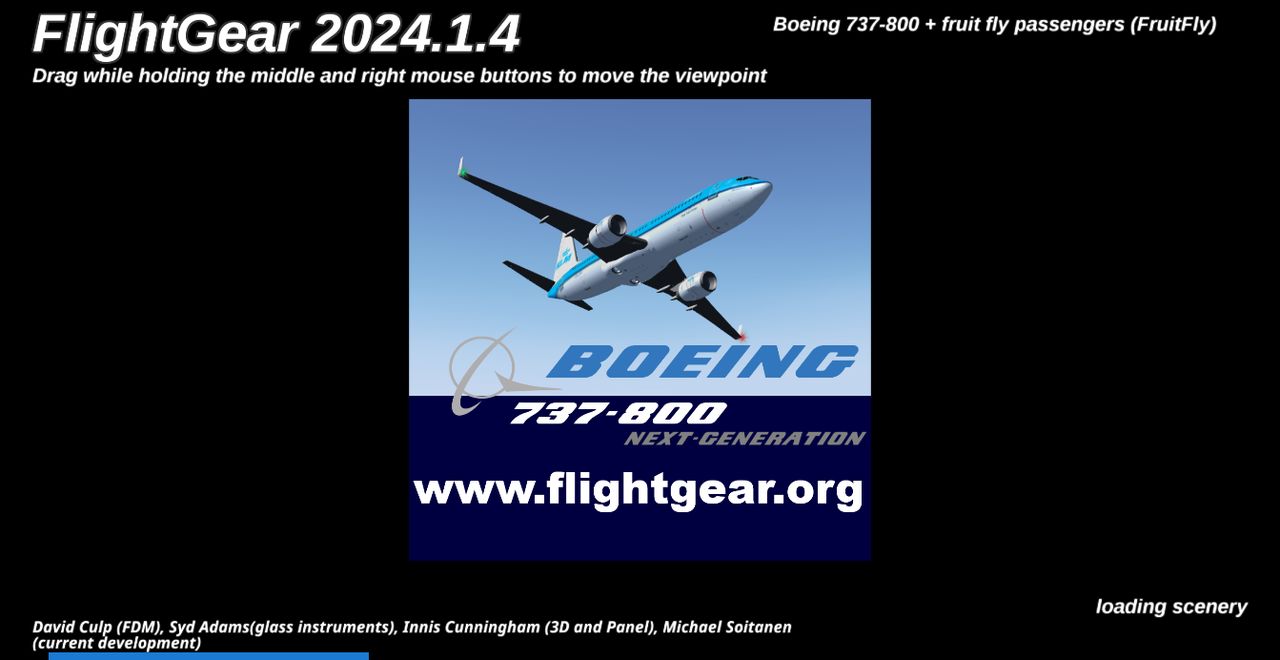 FlightGear 2024.1.4
Boeing 737-800 + fruit fly passengers (FruitFly)
Drag while holding the middle and right mouse buttons to move the viewpoint
BOEING
737-800
NEXT-GENERATION
www.flightgear.org
loading scenery
David Culp (FDM), Syd Adams(glass instruments), Innis Cunningham (3D and Panel), Michael Soitanen
(current development)